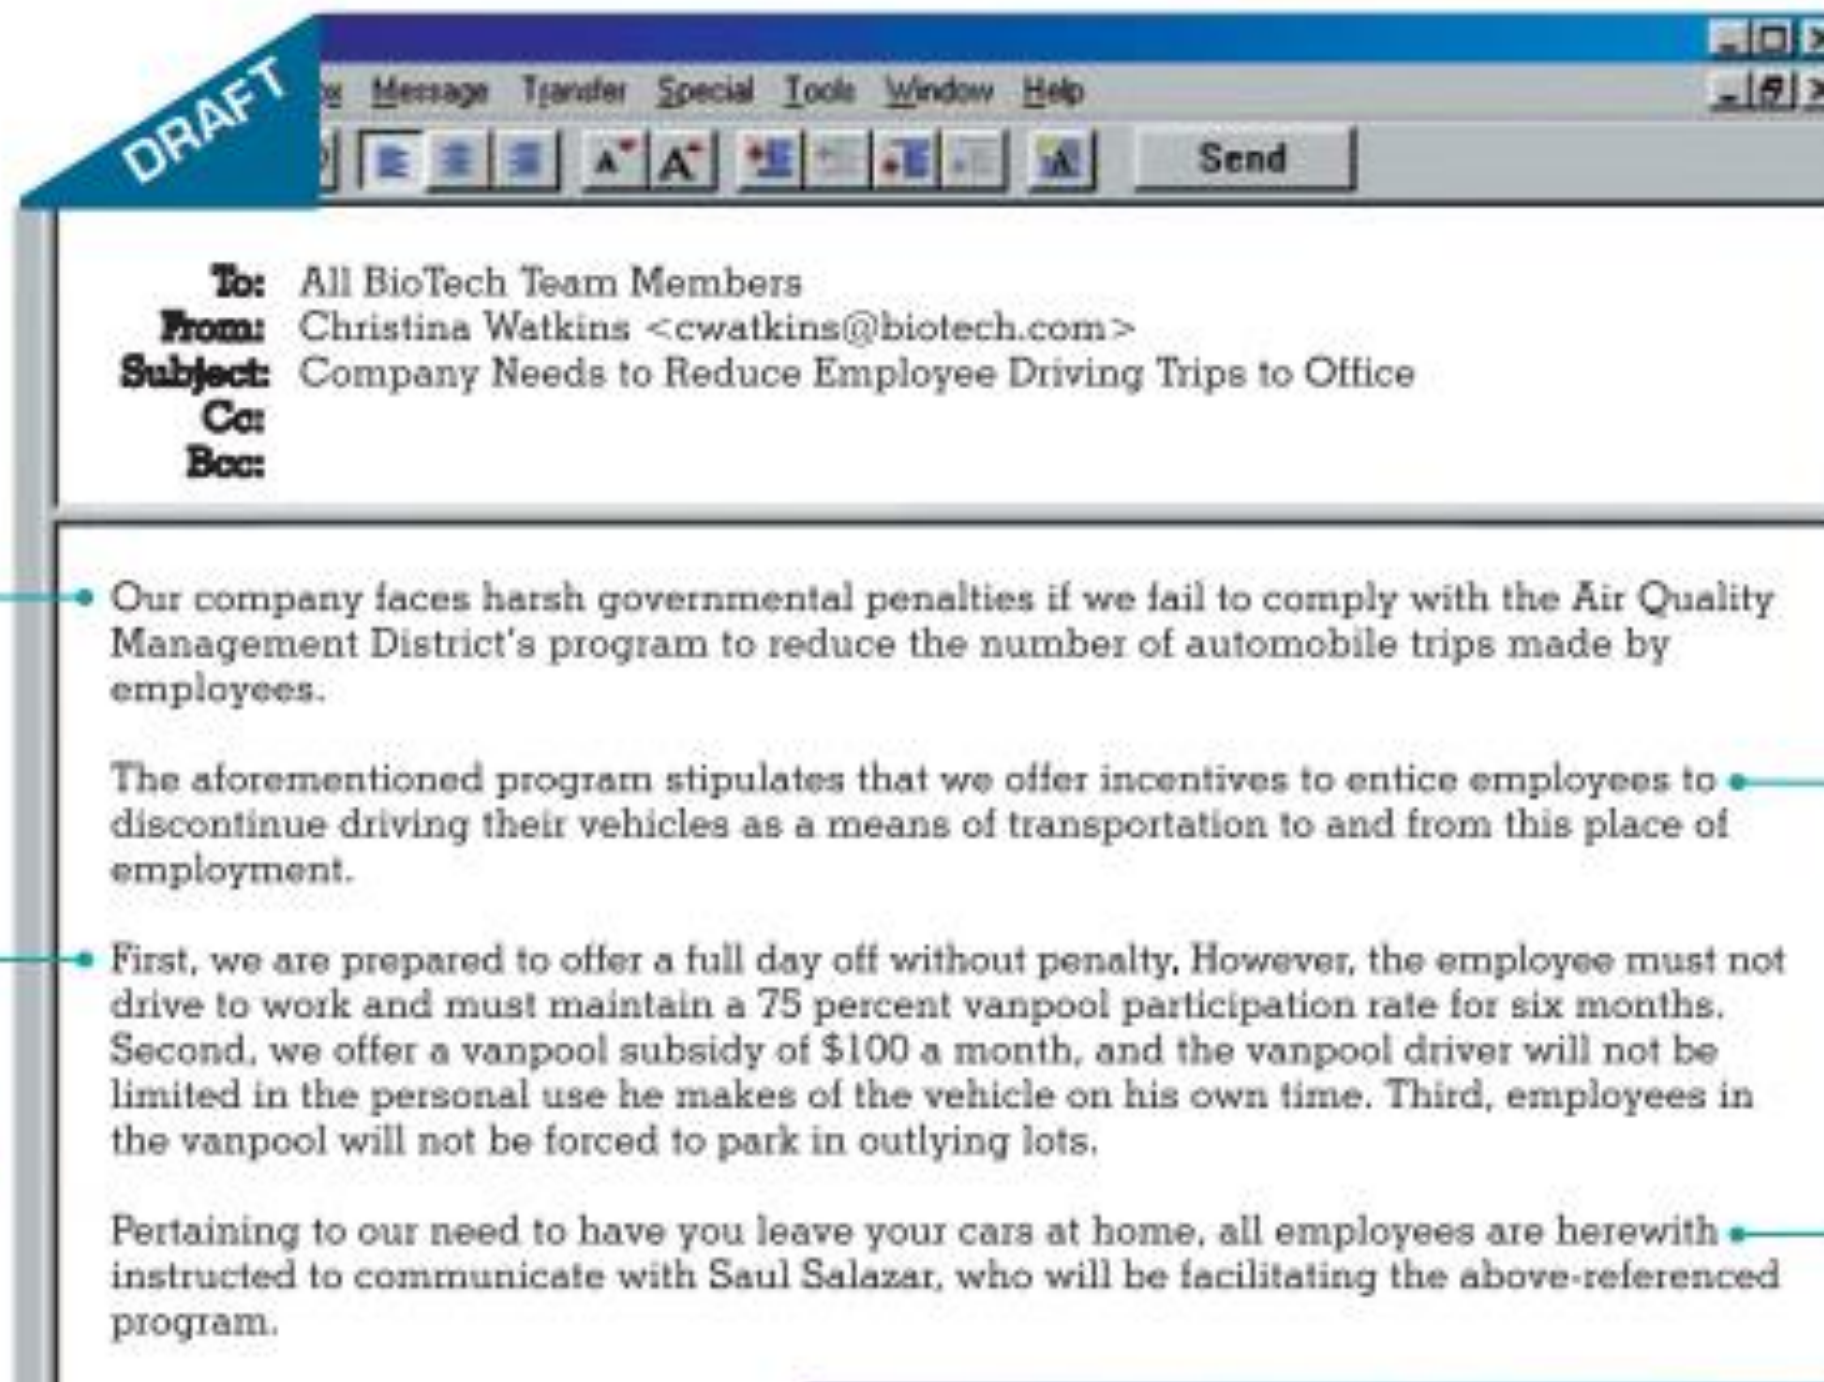 DRAFT
Message Transfer Special Tools Window Help
A A A Send
To: All BioTech Team Members
From: Christina Watkins <cwatkins@biotech.com>
Subject: Company Needs to Reduce Employee Driving Trips to Office
Cc:
Bcc:
Our company faces harsh governmental penalties if we fail to comply with the Air Quality
Management District's program to reduce the number of automobile trips made by
employees.
The aforementioned program stipulates that we offer incentives to entice employees to
discontinue driving their vehicles as a means of transportation to and from this place of
employment.
First, we are prepared to offer a full day off without penalty. However, the employee must not
drive to work and must maintain a 75 percent vanpool participation rate for six months.
Second, we offer a vanpool subsidy of $100 a month, and the vanpool driver will not be
limited in the personal use he makes of the vehicle on his own time. Third, employees in
the vanpool will not be forced to park in outlying lots.
Pertaining to our need to have you leave your cars at home, all employees are herewith
instructed to communicate with Saul Salazar, who will be facilitating the above-referenced
program.